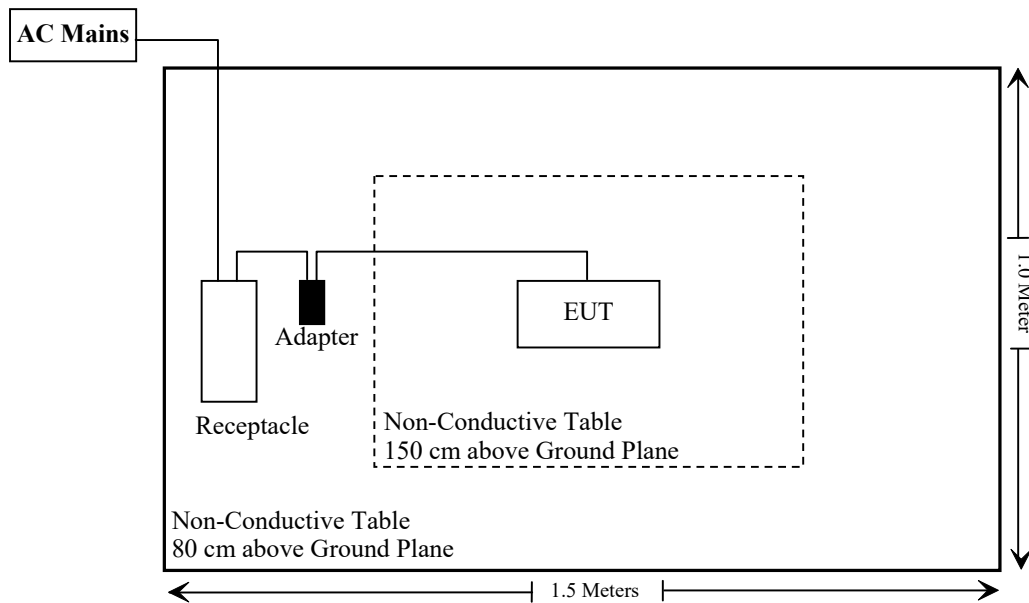 AC Mains
EUT
Adapter
Receptacle
Non-Conductive Table
150 cm above Ground Plane
Non-Conductive Table
80 cm above Ground Plane
1.0 Meter
1.5 Meters